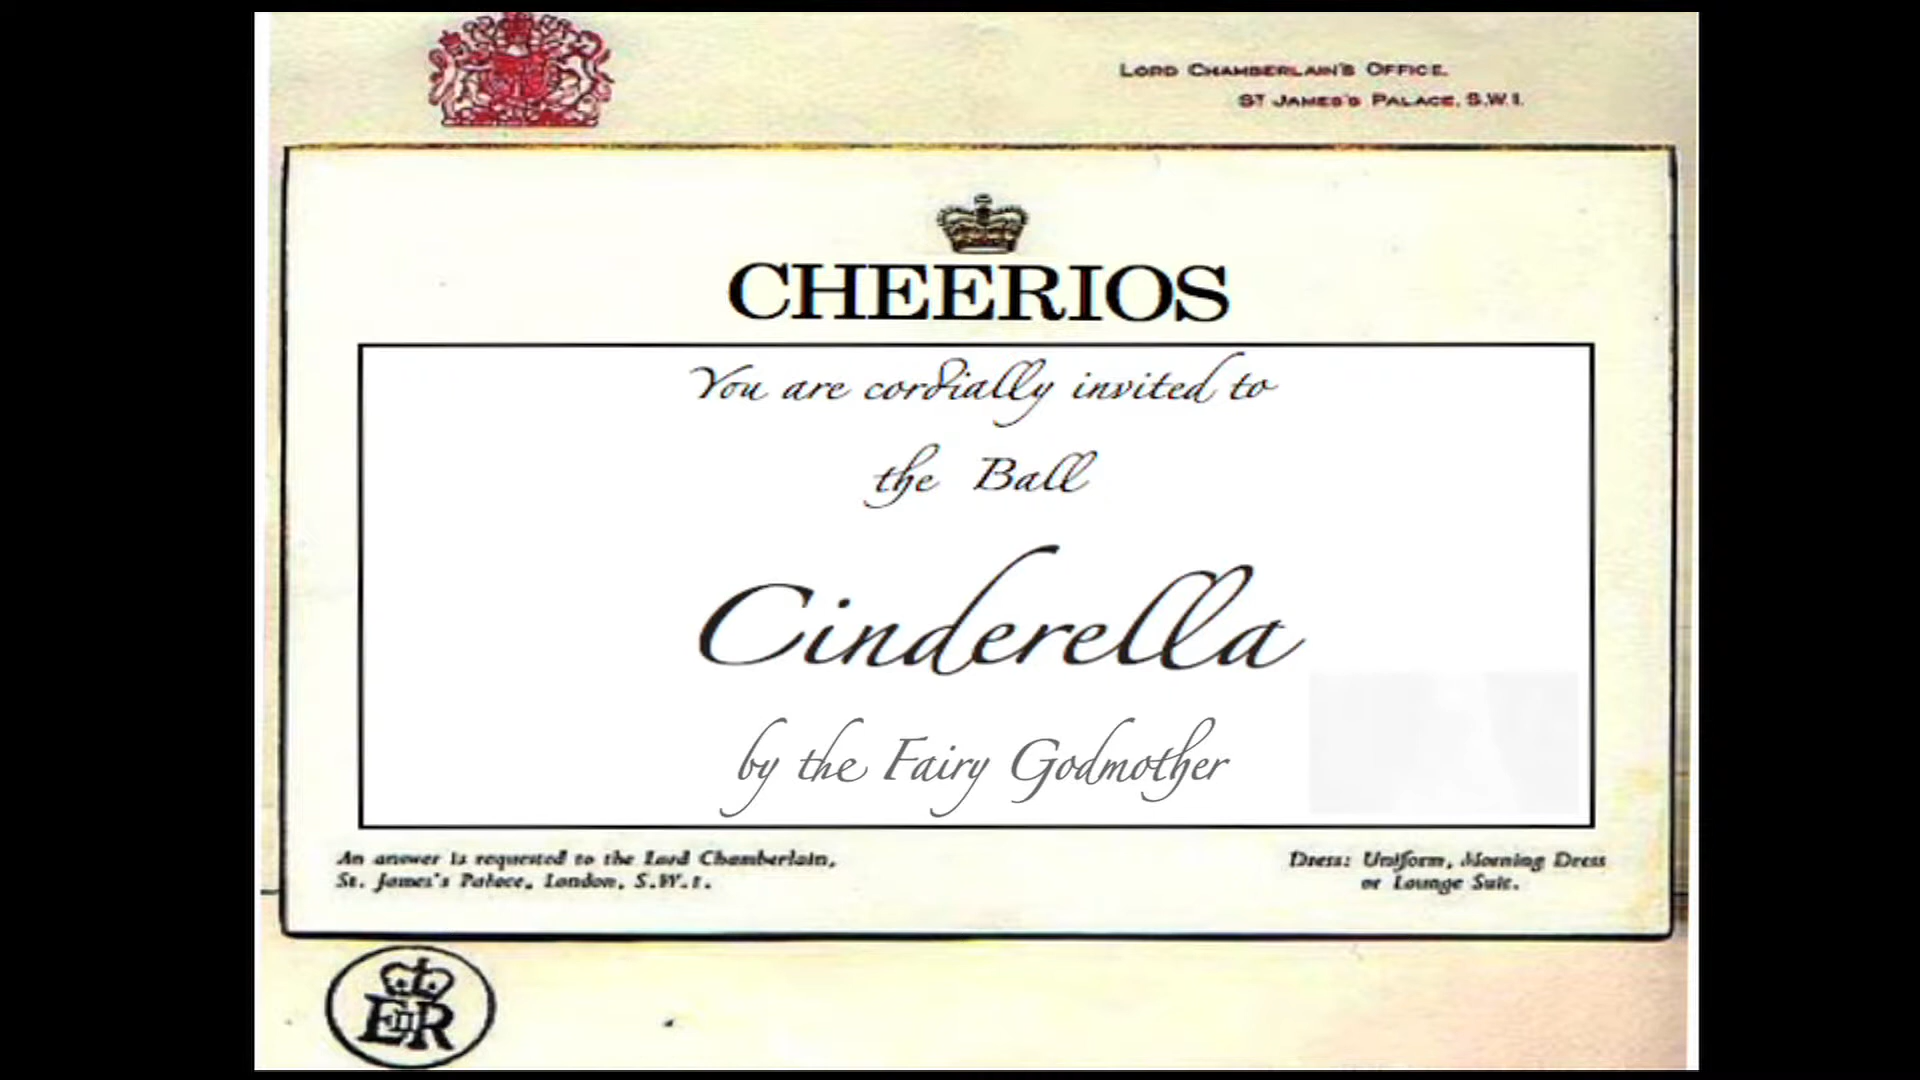 LORD CHAMBERLAIN'S OFFICE,
ST JAMES'S PALACE, S.W.1.
CHEERIOS
You are cordially invited to
the Ball
Cinderella
by the Fairy Godmother
An answer is requested to the Lord Chamberlain,
St. James's Palace, London, S.W.1.
Dress: Uniform, Morning Dress
or Lounge Suit.
EIIR